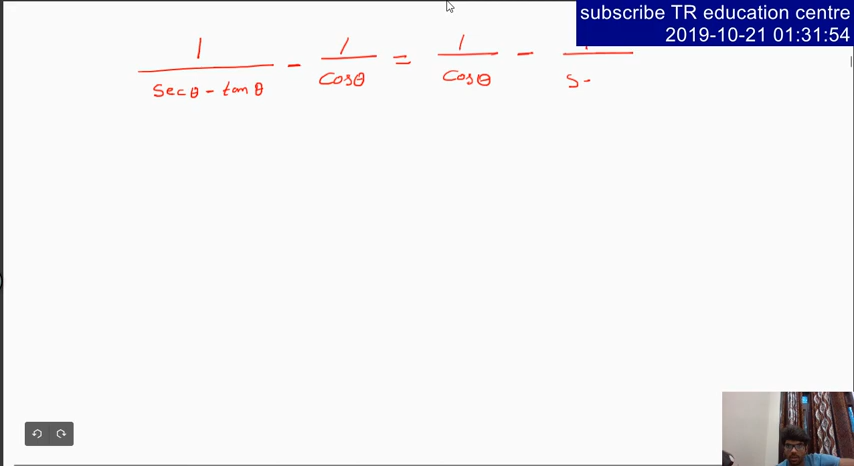 subscribe TR education centre
2019-10-21 01:31:54
1/(secθ - tanθ) - 1/cosθ = 1/cosθ - 1/s-